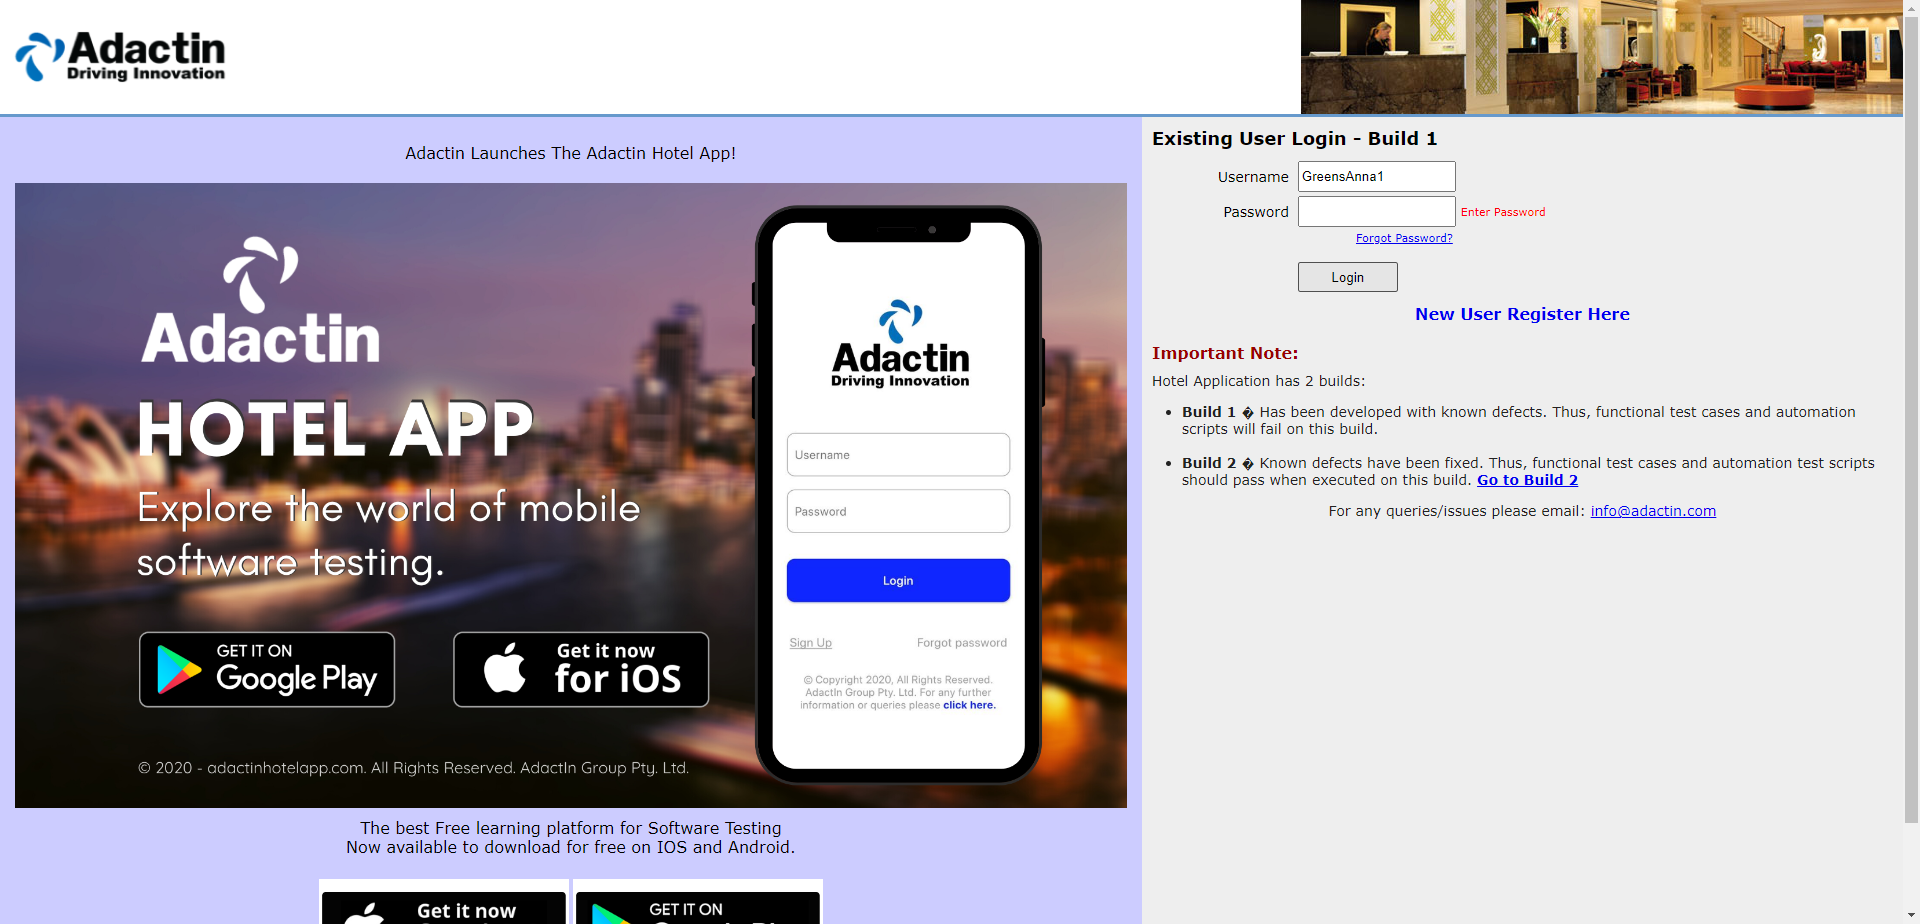 Adactin
Driving Innovation
Adactin Launches The Adactin Hotel App!
Adactin
HOTEL APP
Explore the world of mobile
software testing.
GET IT ON
Google Play
Get it now
for iOS
© 2020 - adactinhotelapp.com. All Rights Reserved. AdactIn Group Pty. Ltd.
Adactin
Driving Innovation
Username
Password
Login
Sign Up
Forgot password
© Copyright 2020, All Rights Reserved.
AdactIn Group Pty. Ltd. For any further
information or queries please click here.
The best Free learning platform for Software Testing
Now available to download for free on IOS and Android.
Get it now
GET IT ON
Existing User Login - Build 1
Username GreensAnna1
Password Enter Password
Forgot Password?
Login
New User Register Here
Important Note:
Hotel Application has 2 builds:
• Build 1 � Has been developed with known defects. Thus, functional test cases and automation
scripts will fail on this build.
• Build 2 � Known defects have been fixed. Thus, functional test cases and automation test scripts
should pass when executed on this build. Go to Build 2
For any queries/issues please email: info@adactin.com